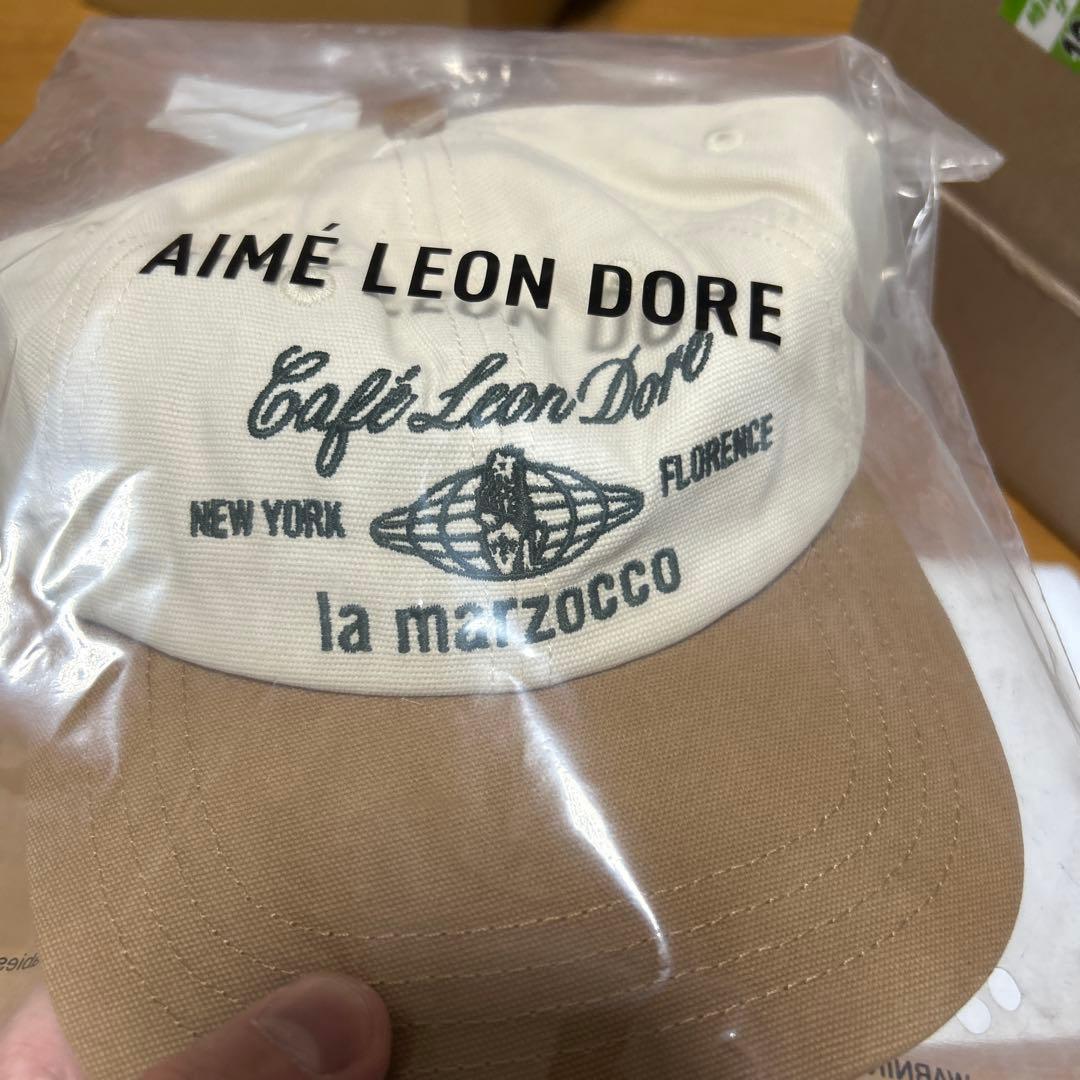 AIMÉ LEON DORE
Café Leon Dore
NEW YORK
FLORENCE
la marzocco